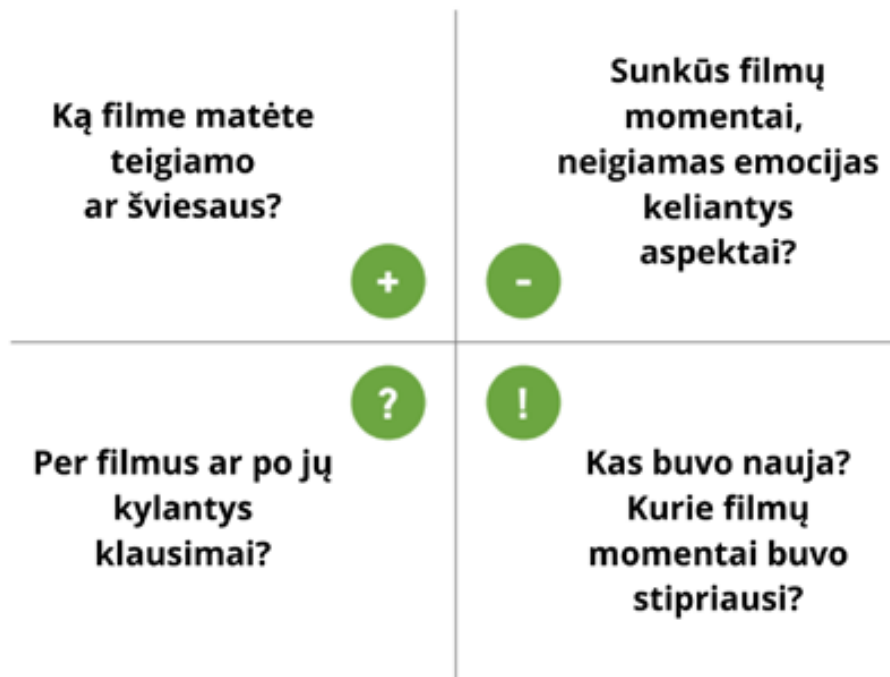 Ką filme matėte
teigiamo
ar šviesaus?
+
Sunkūs filmų
momentai,
neigiamas emocijas
keliantys
aspektai?
-
?
Per filmus ar po jų
kylantys
klausimai?
!
Kas buvo nauja?
Kurie filmų
momentai buvo
stipriausi?